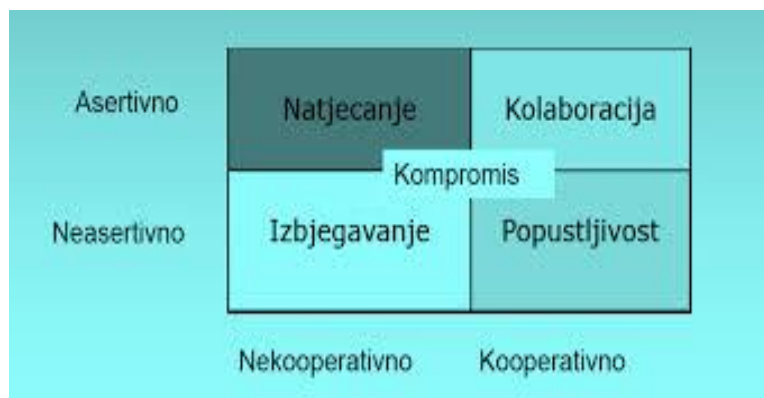 Asertivno
Natjecanje
Kolaboracija
Kompromis
Neasertivno
Izbjegavanje
Popustljivost
Nekooperativno
Kooperativno